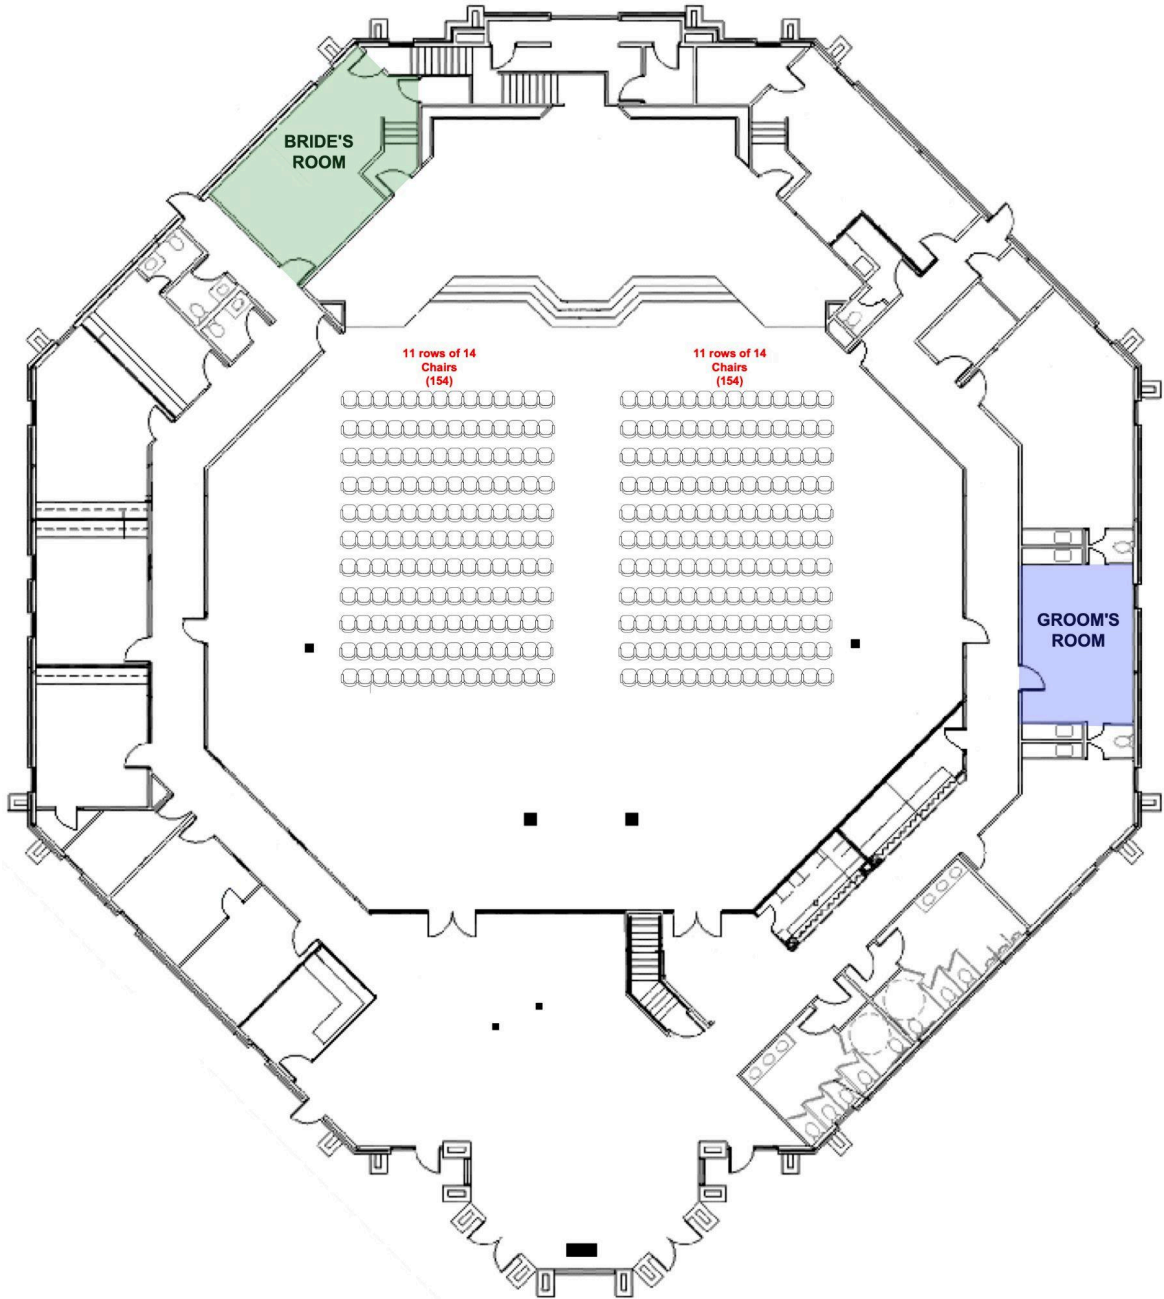 BRIDE'S
ROOM
11 rows of 14
Chairs
(154)
11 rows of 14
Chairs
(154)
GROOM'S
ROOM